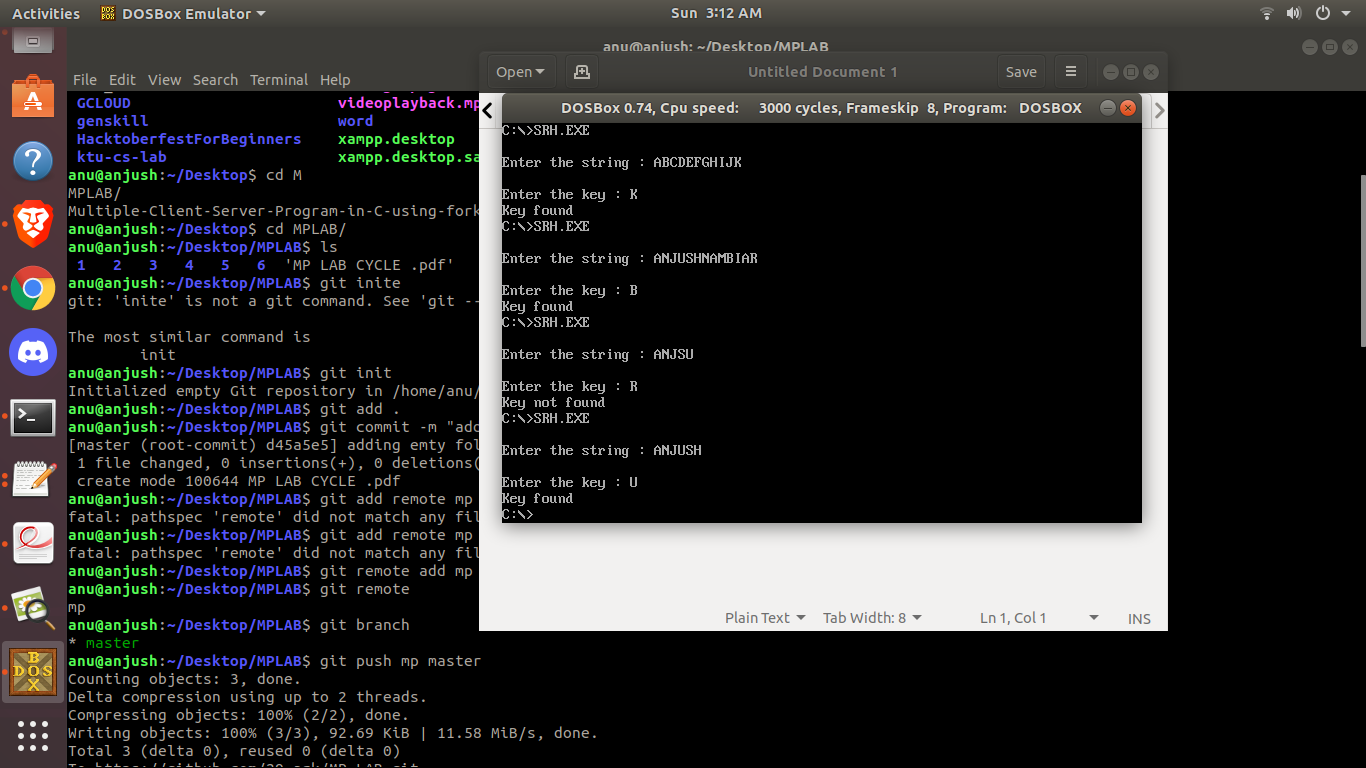 Activities DOSBox Emulator Sun 3:12 AM
anu@anjush: ~/Desktop/MPLAB
File Edit View Search Terminal Help
GCLOUD videoplayback.mp
genskill word
HacktoberfestForBeginners xampp.desktop
ktu-cs-lab xampp.desktop.sa
anu@anjush:~/Desktop$ cd M
MPLAB/
Multiple-Client-Server-Program-in-C-using-fork
anu@anjush:~/Desktop$ cd MPLAB/
anu@anjush:~/Desktop/MPLAB$ ls
1 2 3 4 5 6 'MP LAB CYCLE .pdf'
anu@anjush:~/Desktop/MPLAB$ git inite
git: 'inite' is not a git command. See 'git --
The most similar command is
init
anu@anjush:~/Desktop/MPLAB$ git init
Initialized empty Git repository in /home/anu/
anu@anjush:~/Desktop/MPLAB$ git add .
anu@anjush:~/Desktop/MPLAB$ git commit -m "add
[master (root-commit) d45a5e5] adding emty fol
1 file changed, 0 insertions(+), 0 deletions(
create mode 100644 MP LAB CYCLE .pdf
anu@anjush:~/Desktop/MPLAB$ git add remote mp
fatal: pathspec 'remote' did not match any fil
anu@anjush:~/Desktop/MPLAB$ git add remote mp
fatal: pathspec 'remote' did not match any fil
anu@anjush:~/Desktop/MPLAB$ git remote add mp
anu@anjush:~/Desktop/MPLAB$ git remote
mp
anu@anjush:~/Desktop/MPLAB$ git branch
* master
anu@anjush:~/Desktop/MPLAB$ git push mp master
Counting objects: 3, done.
Delta compression using up to 2 threads.
Compressing objects: 100% (2/2), done.
Writing objects: 100% (3/3), 92.69 KiB | 11.58 MiB/s, done.
Total 3 (delta 0), reused 0 (delta 0)
Open Untitled Document 1 Save
DOSBox 0.74, Cpu speed: 3000 cycles, Frameskip 8, Program: DOSBOX
C:\>SRH.EXE
Enter the string : ABCDEFGHIJK
Enter the key : K
Key found
C:\>SRH.EXE
Enter the string : ANJUSHNAMBIAR
Enter the key : B
Key found
C:\>SRH.EXE
Enter the string : ANJSU
Enter the key : R
Key not found
C:\>SRH.EXE
Enter the string : ANJUSH
Enter the key : U
Key found
C:\>
Plain Text Tab Width: 8 Ln 1, Col 1 INS